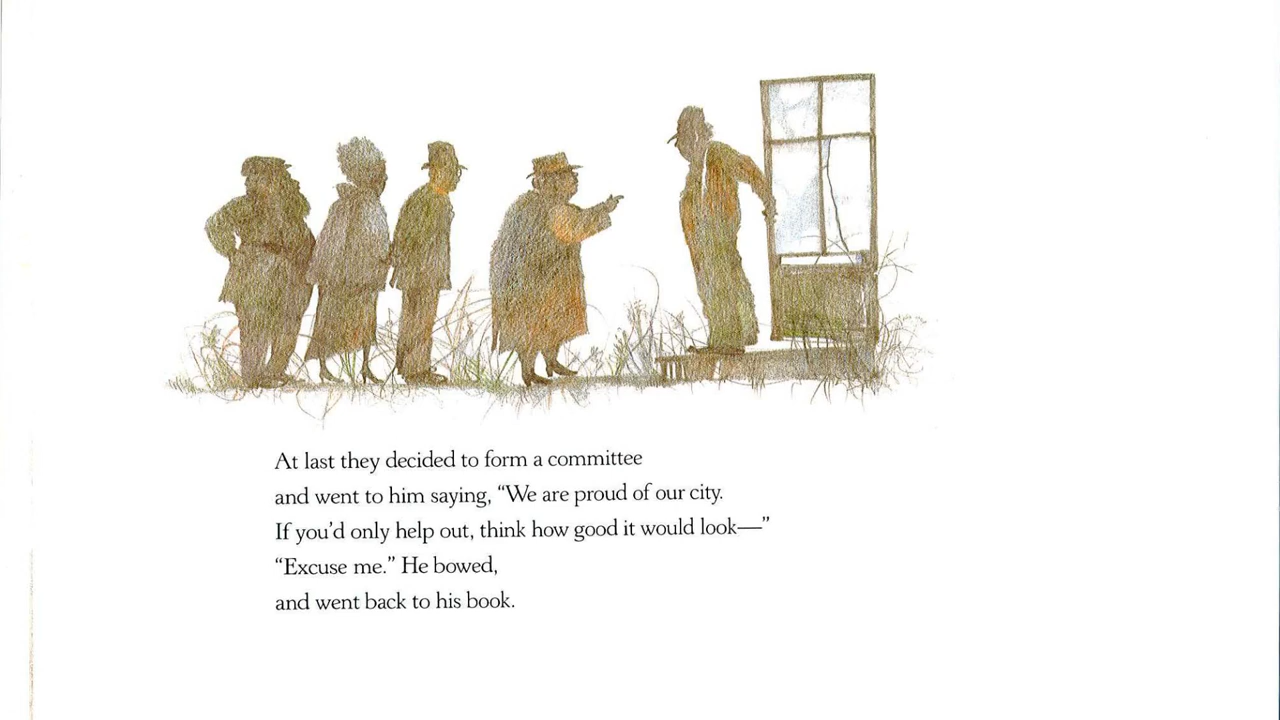 At last they decided to form a committee
and went to him saying, “We are proud of our city.
If you’d only help out, think how good it would look—”
“Excuse me.” He bowed,
and went back to his book.